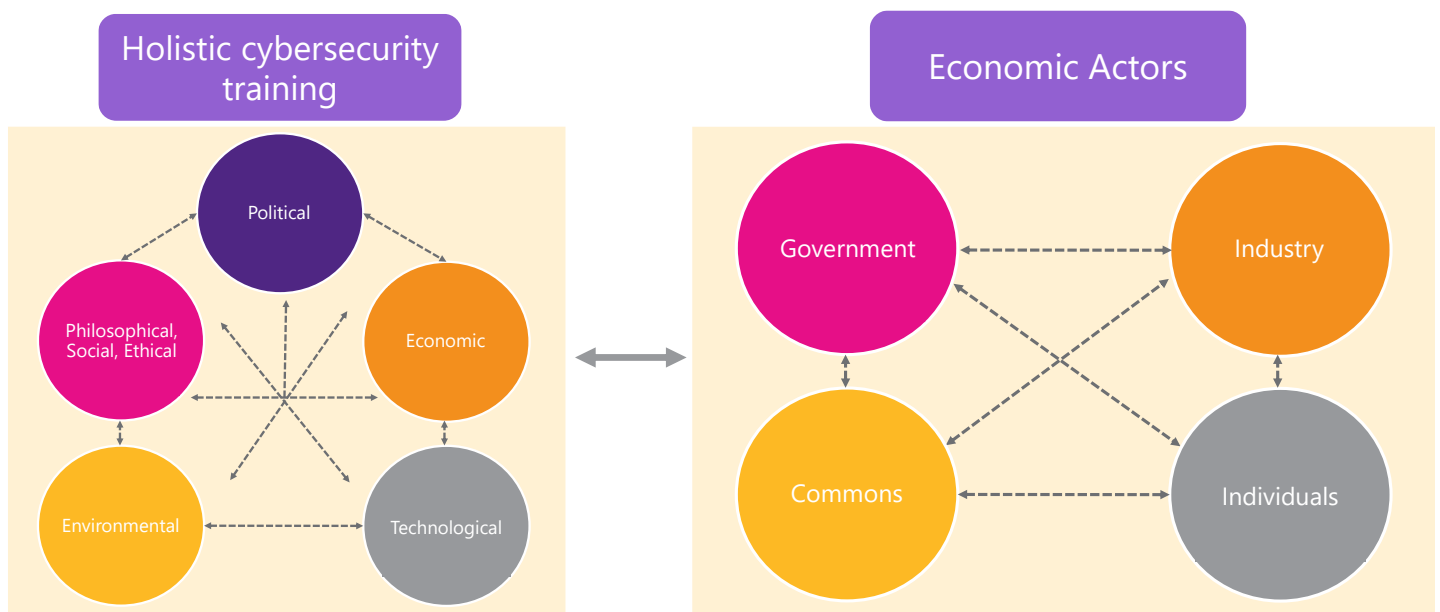 Holistic cybersecurity
training
Political
Philosophical,
Social, Ethical
Economic
Environmental
Technological
Economic Actors
Government
Industry
Commons
Individuals